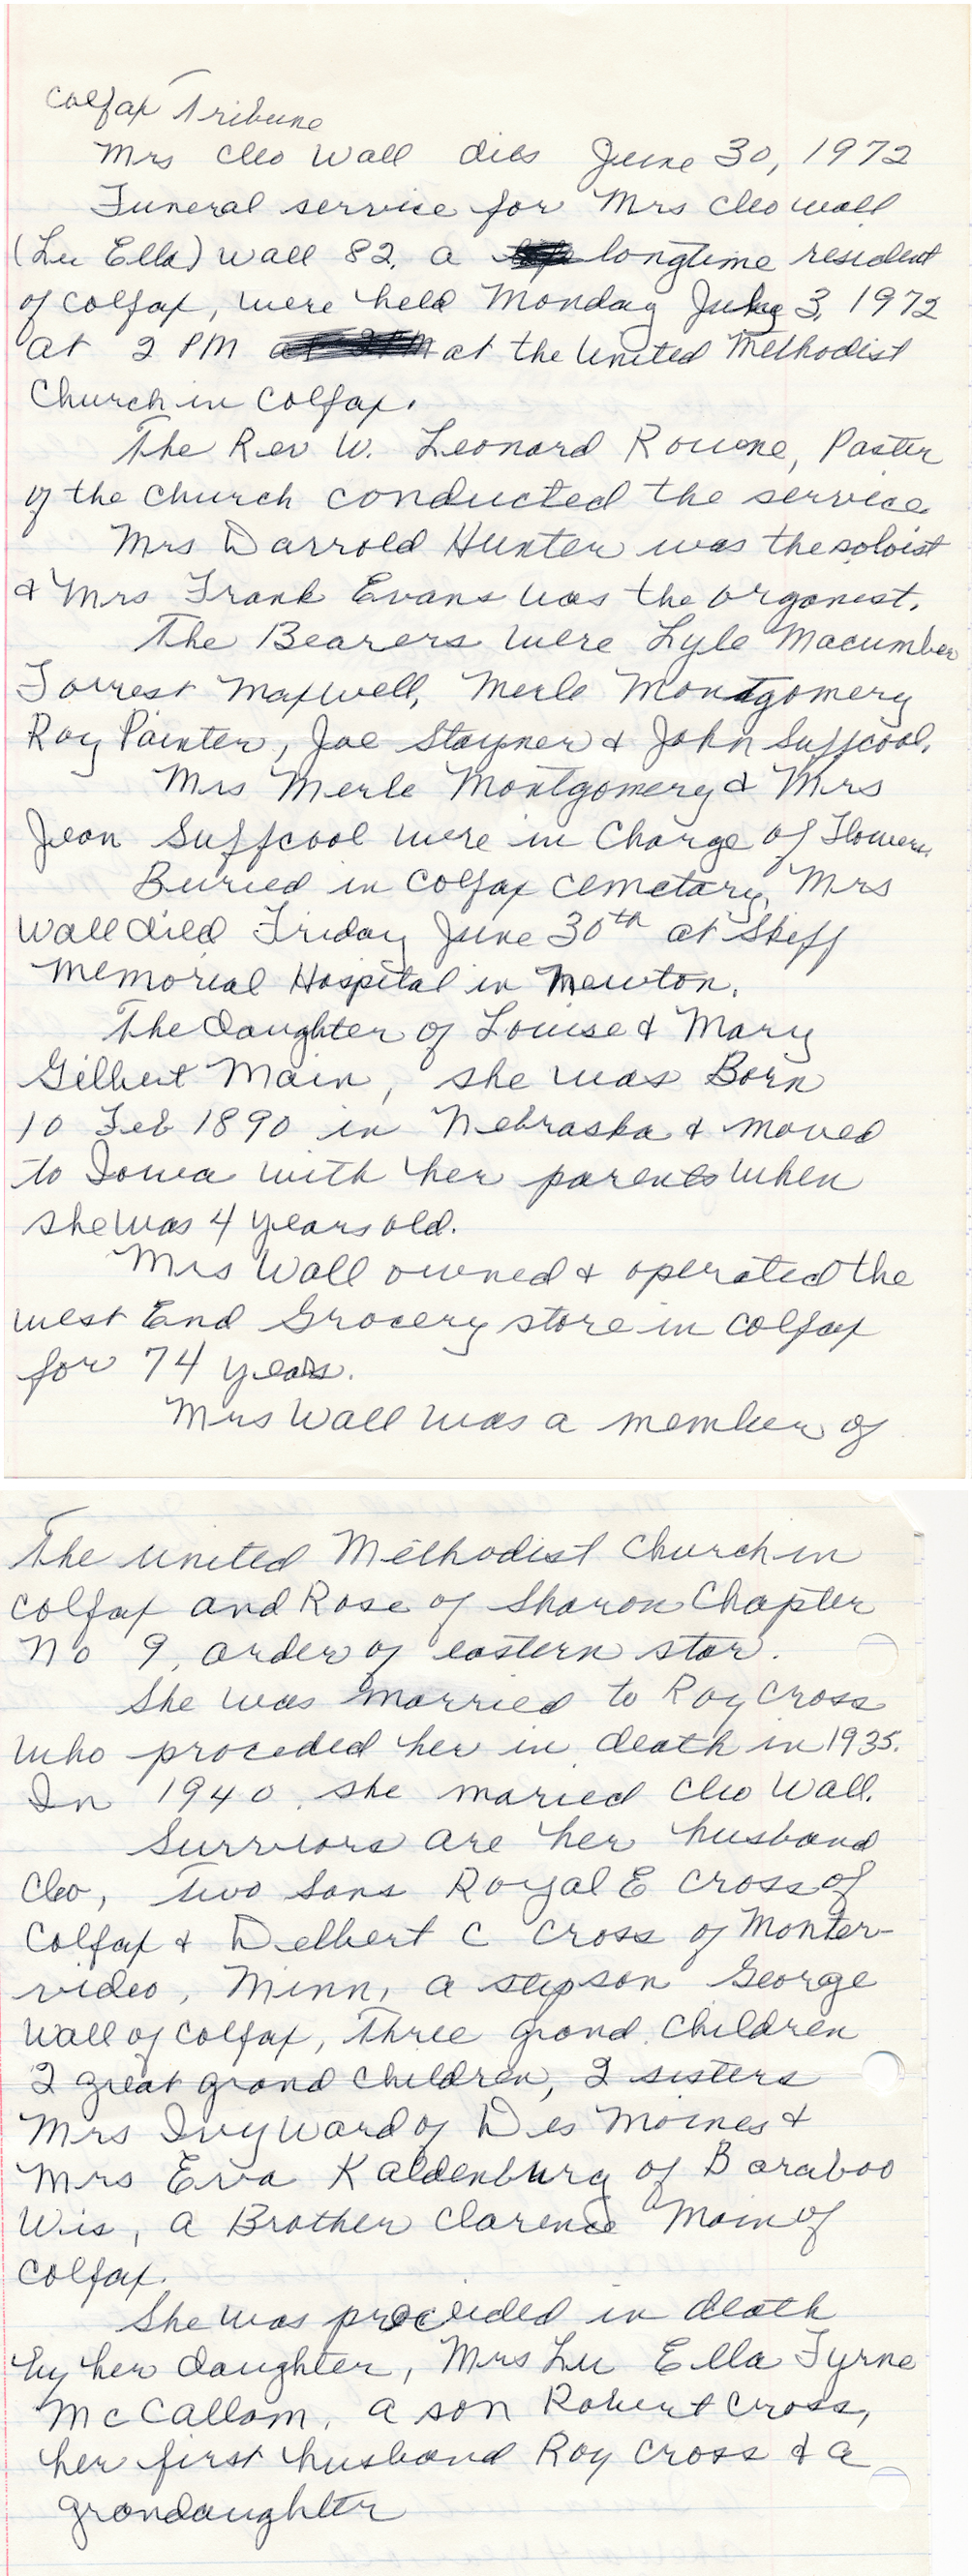 Colfax Tribune
Mrs Cleo Wall dies June 30, 1972
Funeral service for Mrs Cleo Wall
(Lu Ella) Wall 82, a longtime resident
of Colfax, were held Monday July 3, 1972
at 2 PM at the United Methodist
Church in Colfax.
The Rev W. Leonard Rowne, Paster
of the Church conducted the service.
Mrs Darrold Hunter was the soloist
& Mrs Frank Evans was the organist.
The Bearers were Lyle Macumber
Forrest Maxwell, Merle Montgomery
Roy Painter, Joe Stayner & John Suffcool.
Mrs Merle Montgomery & Mrs
Jean Suffcool were in Charge of Flowers.
Buried in Colfax Cemetary, Mrs
Wall died Friday June 30th at Skiff
Memorial Hospital in Newton.
The Daughter of Louise & Mary
Gilbert Main, she was Born
10 Feb 1890 in Nebraska & moved
to Iowa with her parents when
she was 4 years old.
Mrs Wall owned & operated the
West End Grocery store in Colfax
for 74 years.
Mrs Wall was a member of
The United Methodist Church in
Colfax and Rose of Sharon Chapter
No 9, order of eastern star.
She was married to Roy Cross
who proceded her in death in 1935.
In 1940, she maried Cleo Wall.
Surviors are her husband
Cleo, Two sons Royal E Cross of
Colfax & Delbert C Cross of Monter-
video, Minn, a stepson George
Wall of Colfax, Three grand children
2 great grand children, 2 sisters
Mrs Ivy Ward of Des Moines &
Mrs Eva Kaldenburg of Baraboo
Wis, a Brother Clarence Main of
Colfax.
She was proceeded in death
by her daughter, Mrs Lu Ella Fyrne
McCallom, a son Robert Cross,
her first husband Roy Cross & a
grandaughter